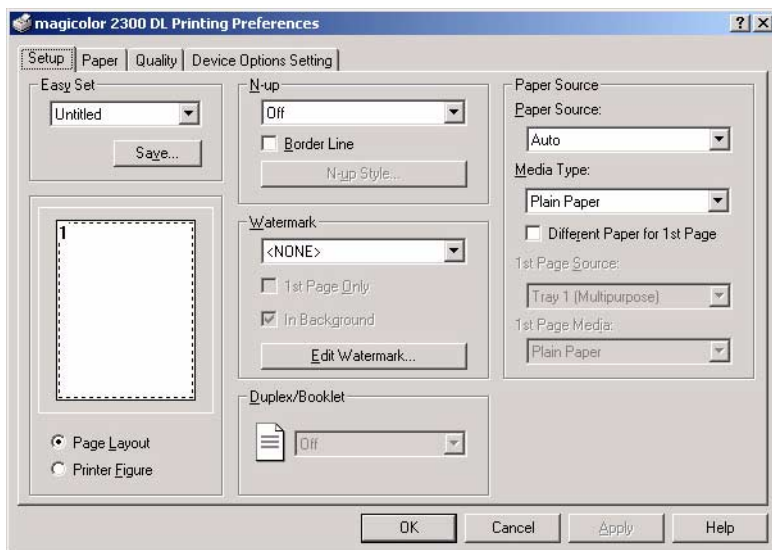 magicolor 2300 DL Printing Preferences
Setup
Paper
Quality
Device Options Setting
Easy Set
Untitled
Save...
1
Page Layout
Printer Figure
N-up
Off
Border Line
N-up Style...
Watermark
<NONE>
1st Page Only
In Background
Edit Watermark...
Duplex/Booklet
Off
Paper Source
Paper Source:
Auto
Media Type:
Plain Paper
Different Paper for 1st Page
1st Page Source:
Tray 1 (Multipurpose)
1st Page Media:
Plain Paper
OK
Cancel
Apply
Help